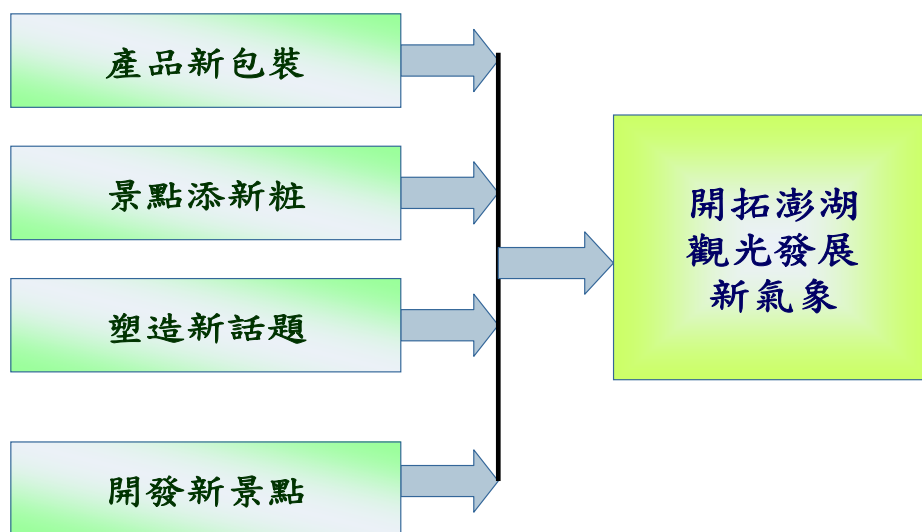 產品新包裝
景點添新粧
塑造新話題
開發新景點
開拓澎湖
觀光發展
新氣象